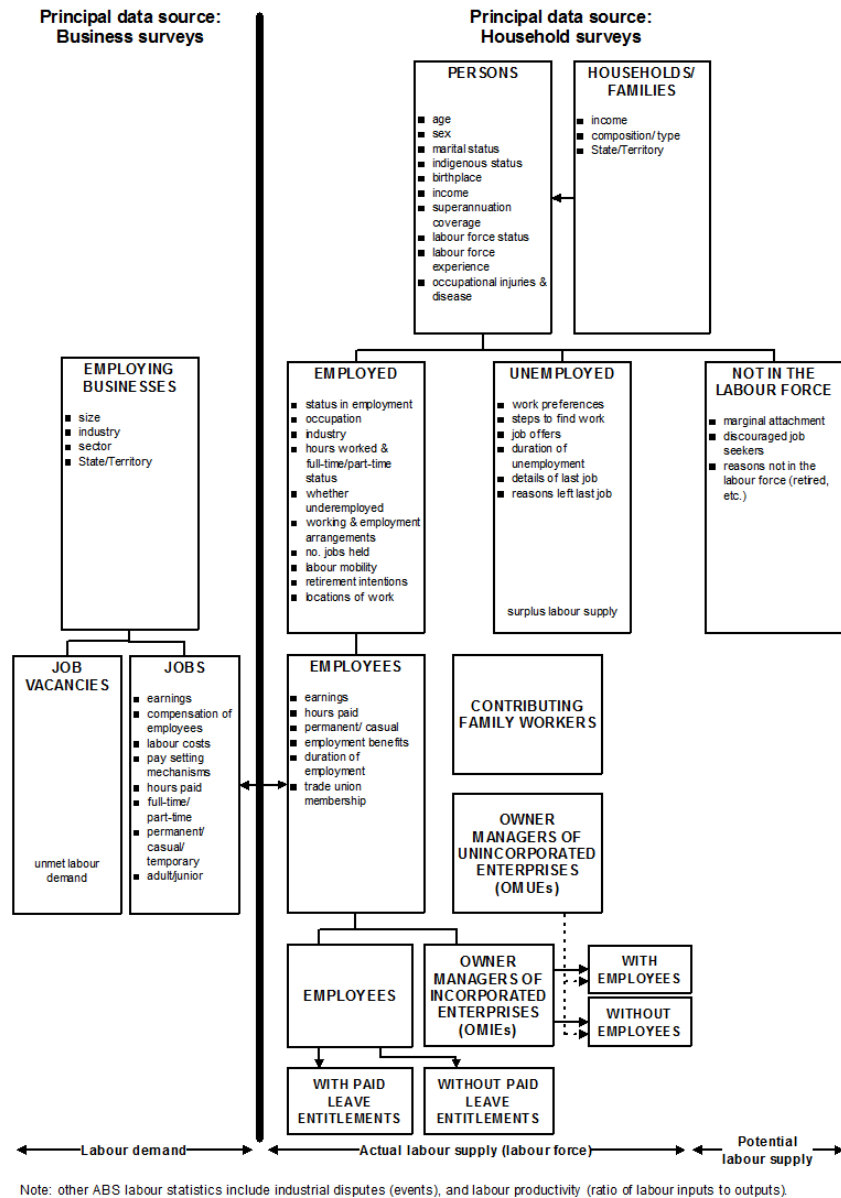 Principal data source:
Business surveys
Principal data source:
Household surveys
PERSONS
■ age
■ sex
■ marital status
■ indigenous status
■ birthplace
■ income
■ superannuation
coverage
■ labour force status
■ labour force
experience
■ occupational injuries &
disease
HOUSEHOLDS/
FAMILIES
■ income
■ composition/ type
■ State/Territory
EMPLOYING
BUSINESSES
■ size
■ industry
■ sector
■ State/Territory
EMPLOYED
■ status in employment
■ occupation
■ industry
■ hours worked &
full-time/part-time
status
■ whether
underemployed
■ working & employment
arrangements
■ no. jobs held
■ labour mobility
■ retirement intentions
■ locations of work
UNEMPLOYED
■ work preferences
■ steps to find work
■ job offers
■ duration of
unemployment
■ details of last job
■ reasons left last job
surplus labour supply
NOT IN THE
LABOUR FORCE
■ marginal attachment
■ discouraged job
seekers
■ reasons not in the
labour force (retired,
etc.)
JOB
VACANCIES
unmet labour
demand
JOBS
■ earnings
■ compensation of
employees
■ labour costs
■ pay setting
mechanisms
■ hours paid
■ full-time/
part-time
■ permanent/
casual/
temporary
■ adult/junior
EMPLOYEES
■ earnings
■ hours paid
■ permanent/ casual
■ employment benefits
■ duration of
employment
■ trade union
membership
CONTRIBUTING
FAMILY WORKERS
OWNER
MANAGERS OF
UNINCORPORATED
ENTERPRISES
(OMUEs)
EMPLOYEES
OWNER
MANAGERS OF
INCORPORATED
ENTERPRISES
(OMIEs)
WITH
EMPLOYEES
WITHOUT
EMPLOYEES
WITH PAID
LEAVE
ENTITLEMENTS
WITHOUT PAID
LEAVE
ENTITLEMENTS
Labour demand
Actual labour supply (labour force)
Potential
labour supply
Note: other ABS labour statistics include industrial disputes (events), and labour productivity (ratio of labour inputs to outputs).